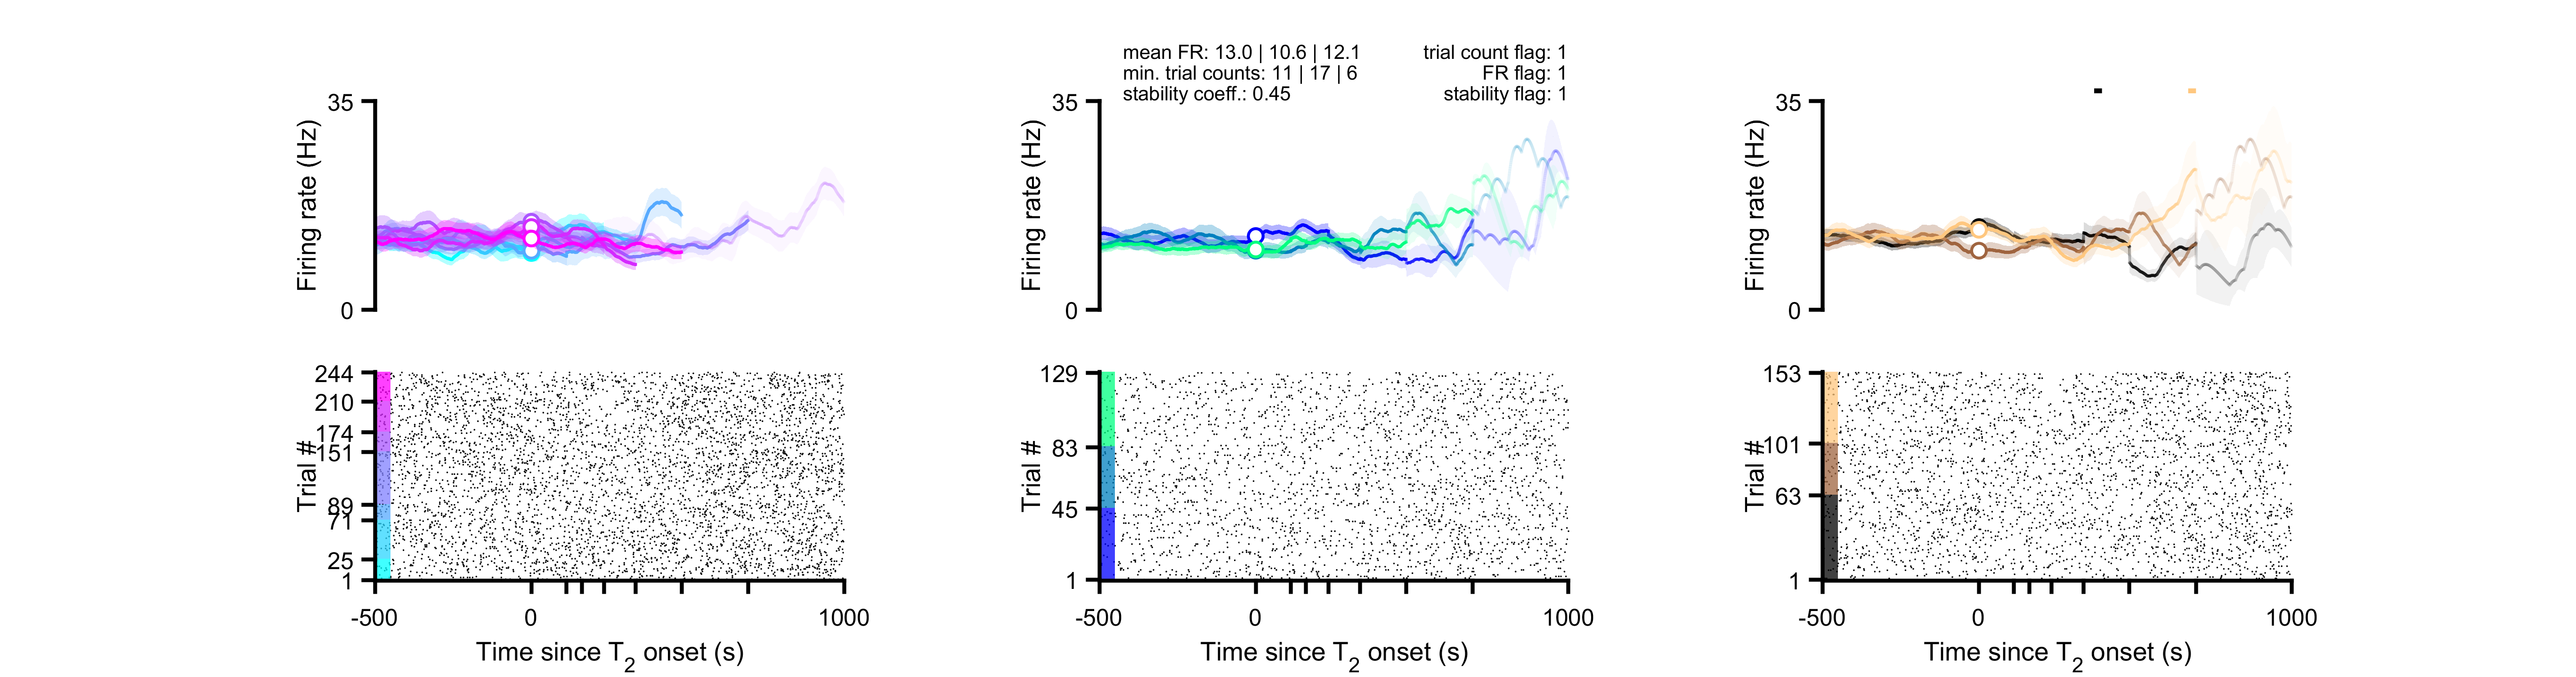 mean FR: 13.0 | 10.6 | 12.1
min. trial counts: 11 | 17 | 6
stability coeff.: 0.45
trial count flag: 1
FR flag: 1
stability flag: 1
35
Firing rate (Hz)
0
35
Firing rate (Hz)
0
35
Firing rate (Hz)
0
244
210
174
151
89
71
25
1
Trial #
-500
0
1000
Time since T2 onset (s)
129
83
45
1
Trial #
-500
0
1000
Time since T2 onset (s)
153
101
63
1
Trial #
-500
0
1000
Time since T2 onset (s)